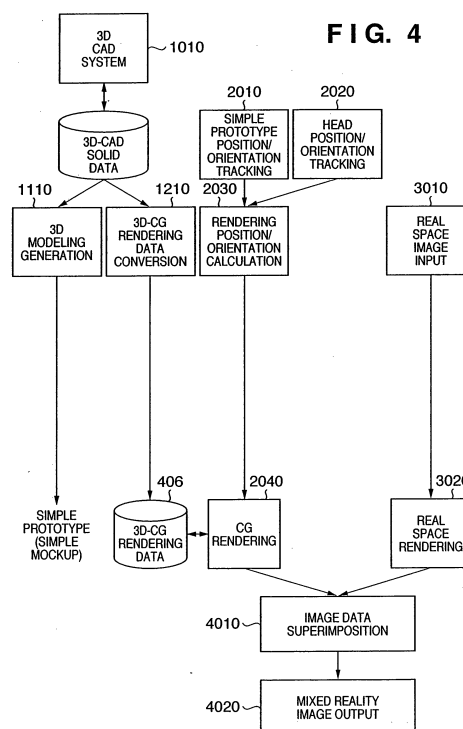 FIG. 4
3D
CAD
SYSTEM
1010
3D-CAD
SOLID
DATA
2010
SIMPLE
PROTOTYPE
POSITION/
ORIENTATION
TRACKING
2020
HEAD
POSITION/
ORIENTATION
TRACKING
1110
3D
MODELING
GENERATION
1210
3D-CG
RENDERING
DATA
CONVERSION
2030
RENDERING
POSITION/
ORIENTATION
CALCULATION
3010
REAL
SPACE
IMAGE
INPUT
SIMPLE
PROTOTYPE
(SIMPLE
MOCKUP)
406
3D-CG
RENDERING
DATA
2040
CG
RENDERING
3020
REAL
SPACE
RENDERING
4010
IMAGE DATA
SUPERIMPOSITION
4020
MIXED REALITY
IMAGE OUTPUT